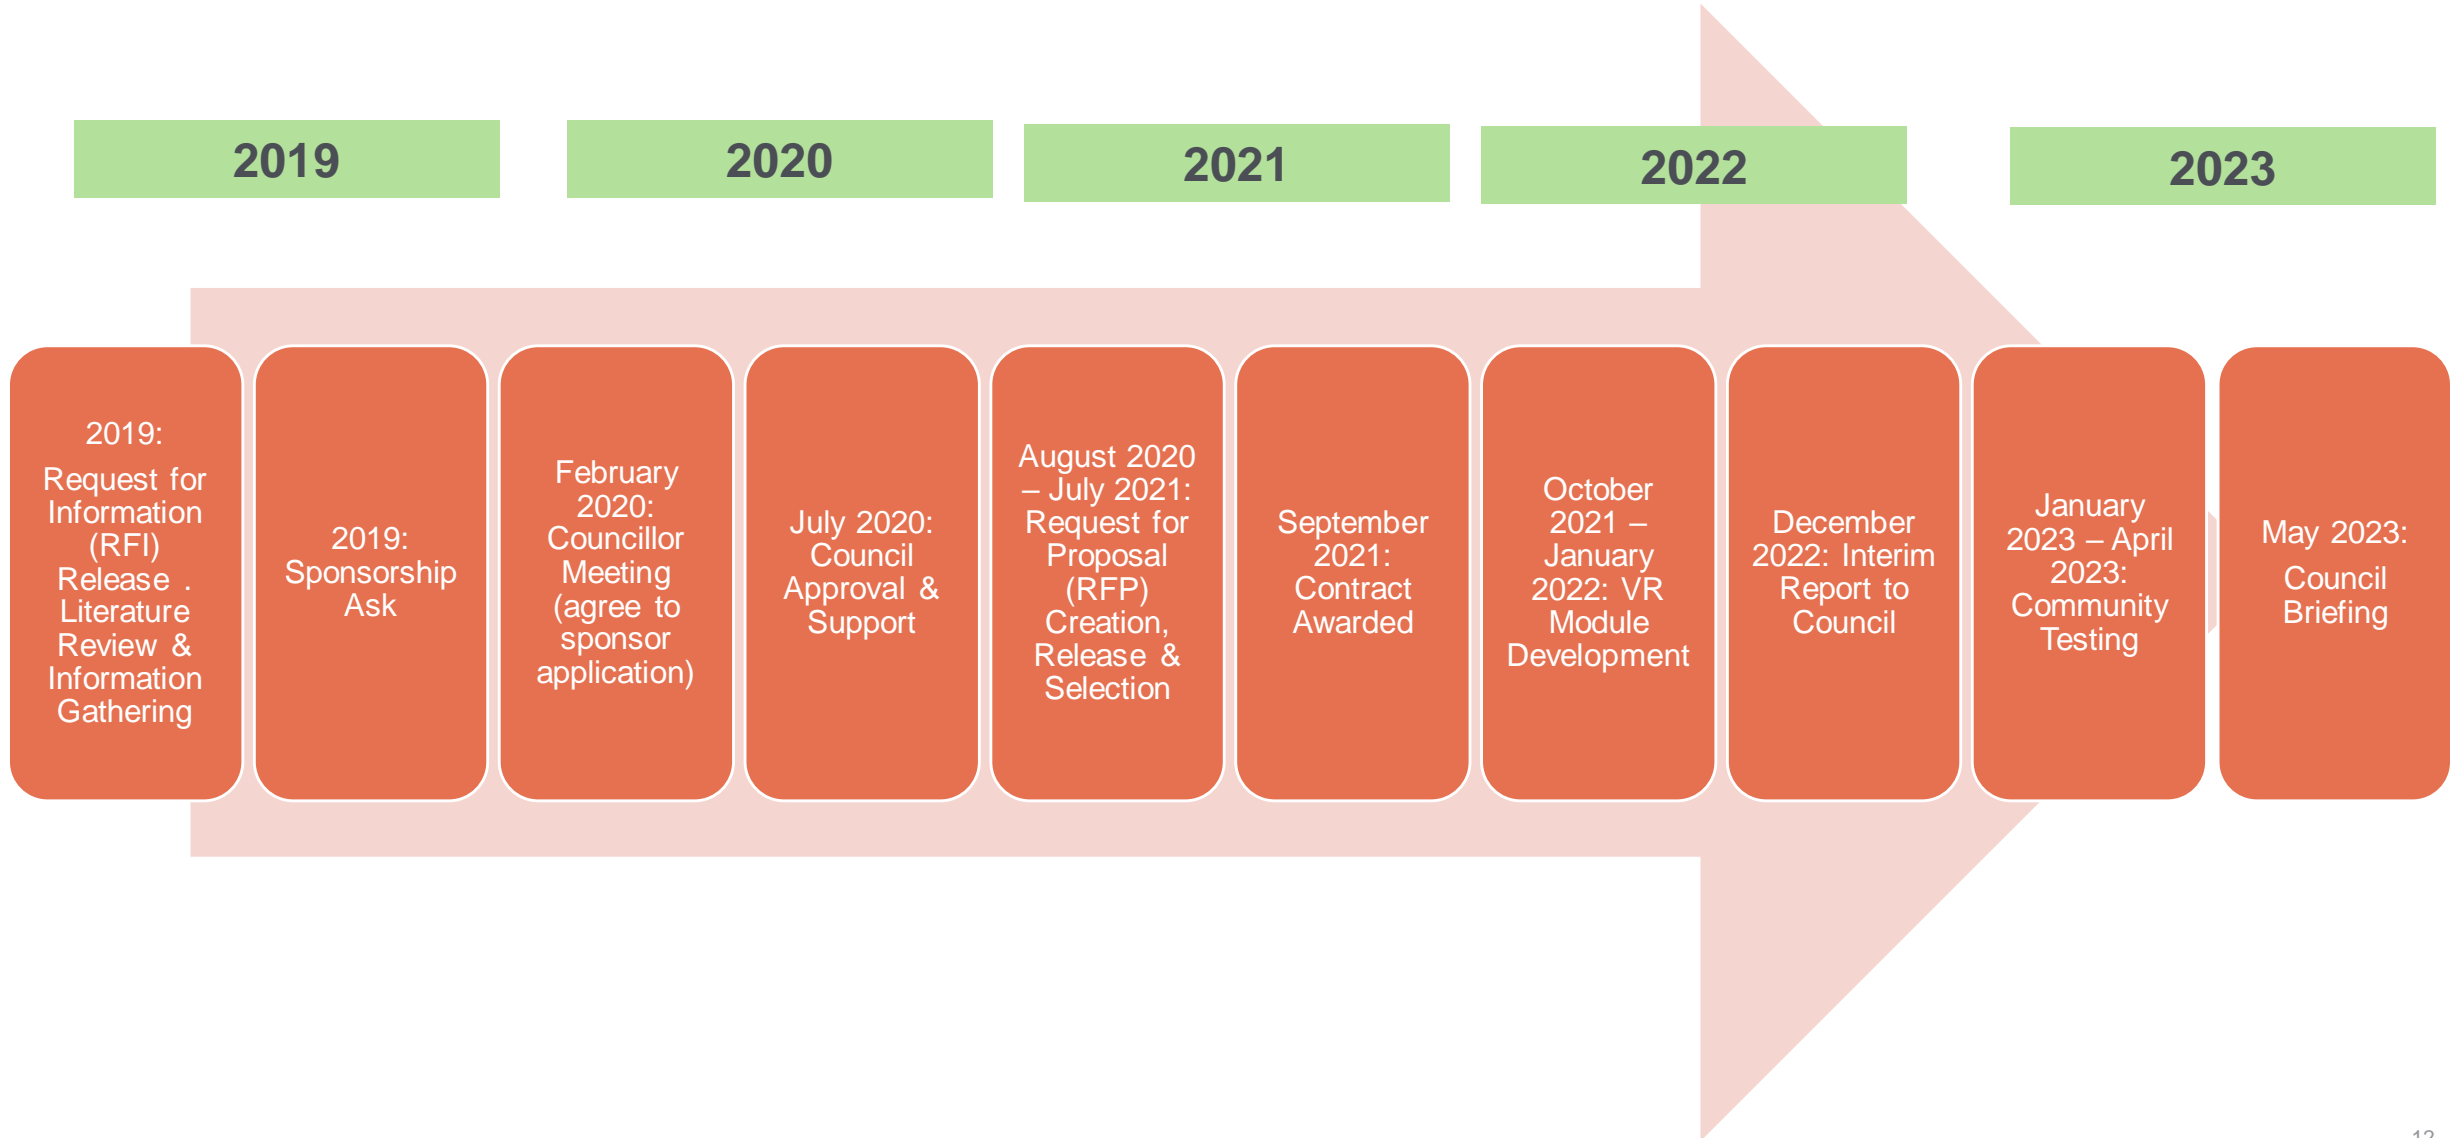 2019
2020
2021
2022
2023
2019:
Request for
Information
(RFI)
Release .
Literature
Review &
Information
Gathering
2019:
Sponsorship
Ask
February
2020:
Councillor
Meeting
(agree to
sponsor
application)
July 2020:
Council
Approval &
Support
August 2020
– July 2021:
Request for
Proposal
(RFP)
Creation,
Release &
Selection
September
2021:
Contract
Awarded
October
2021 –
January
2022: VR
Module
Development
December
2022: Interim
Report to
Council
January
2023 – April
2023:
Community
Testing
May 2023:
Council
Briefing
12